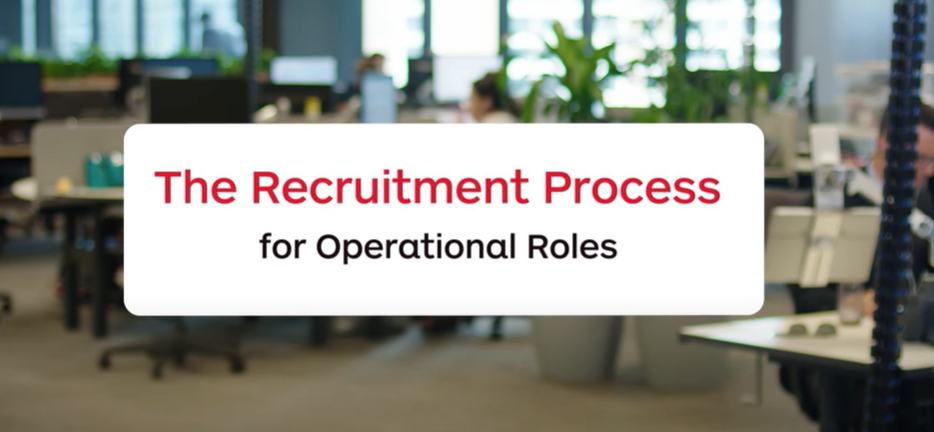 The Recruitment Process
for Operational Roles